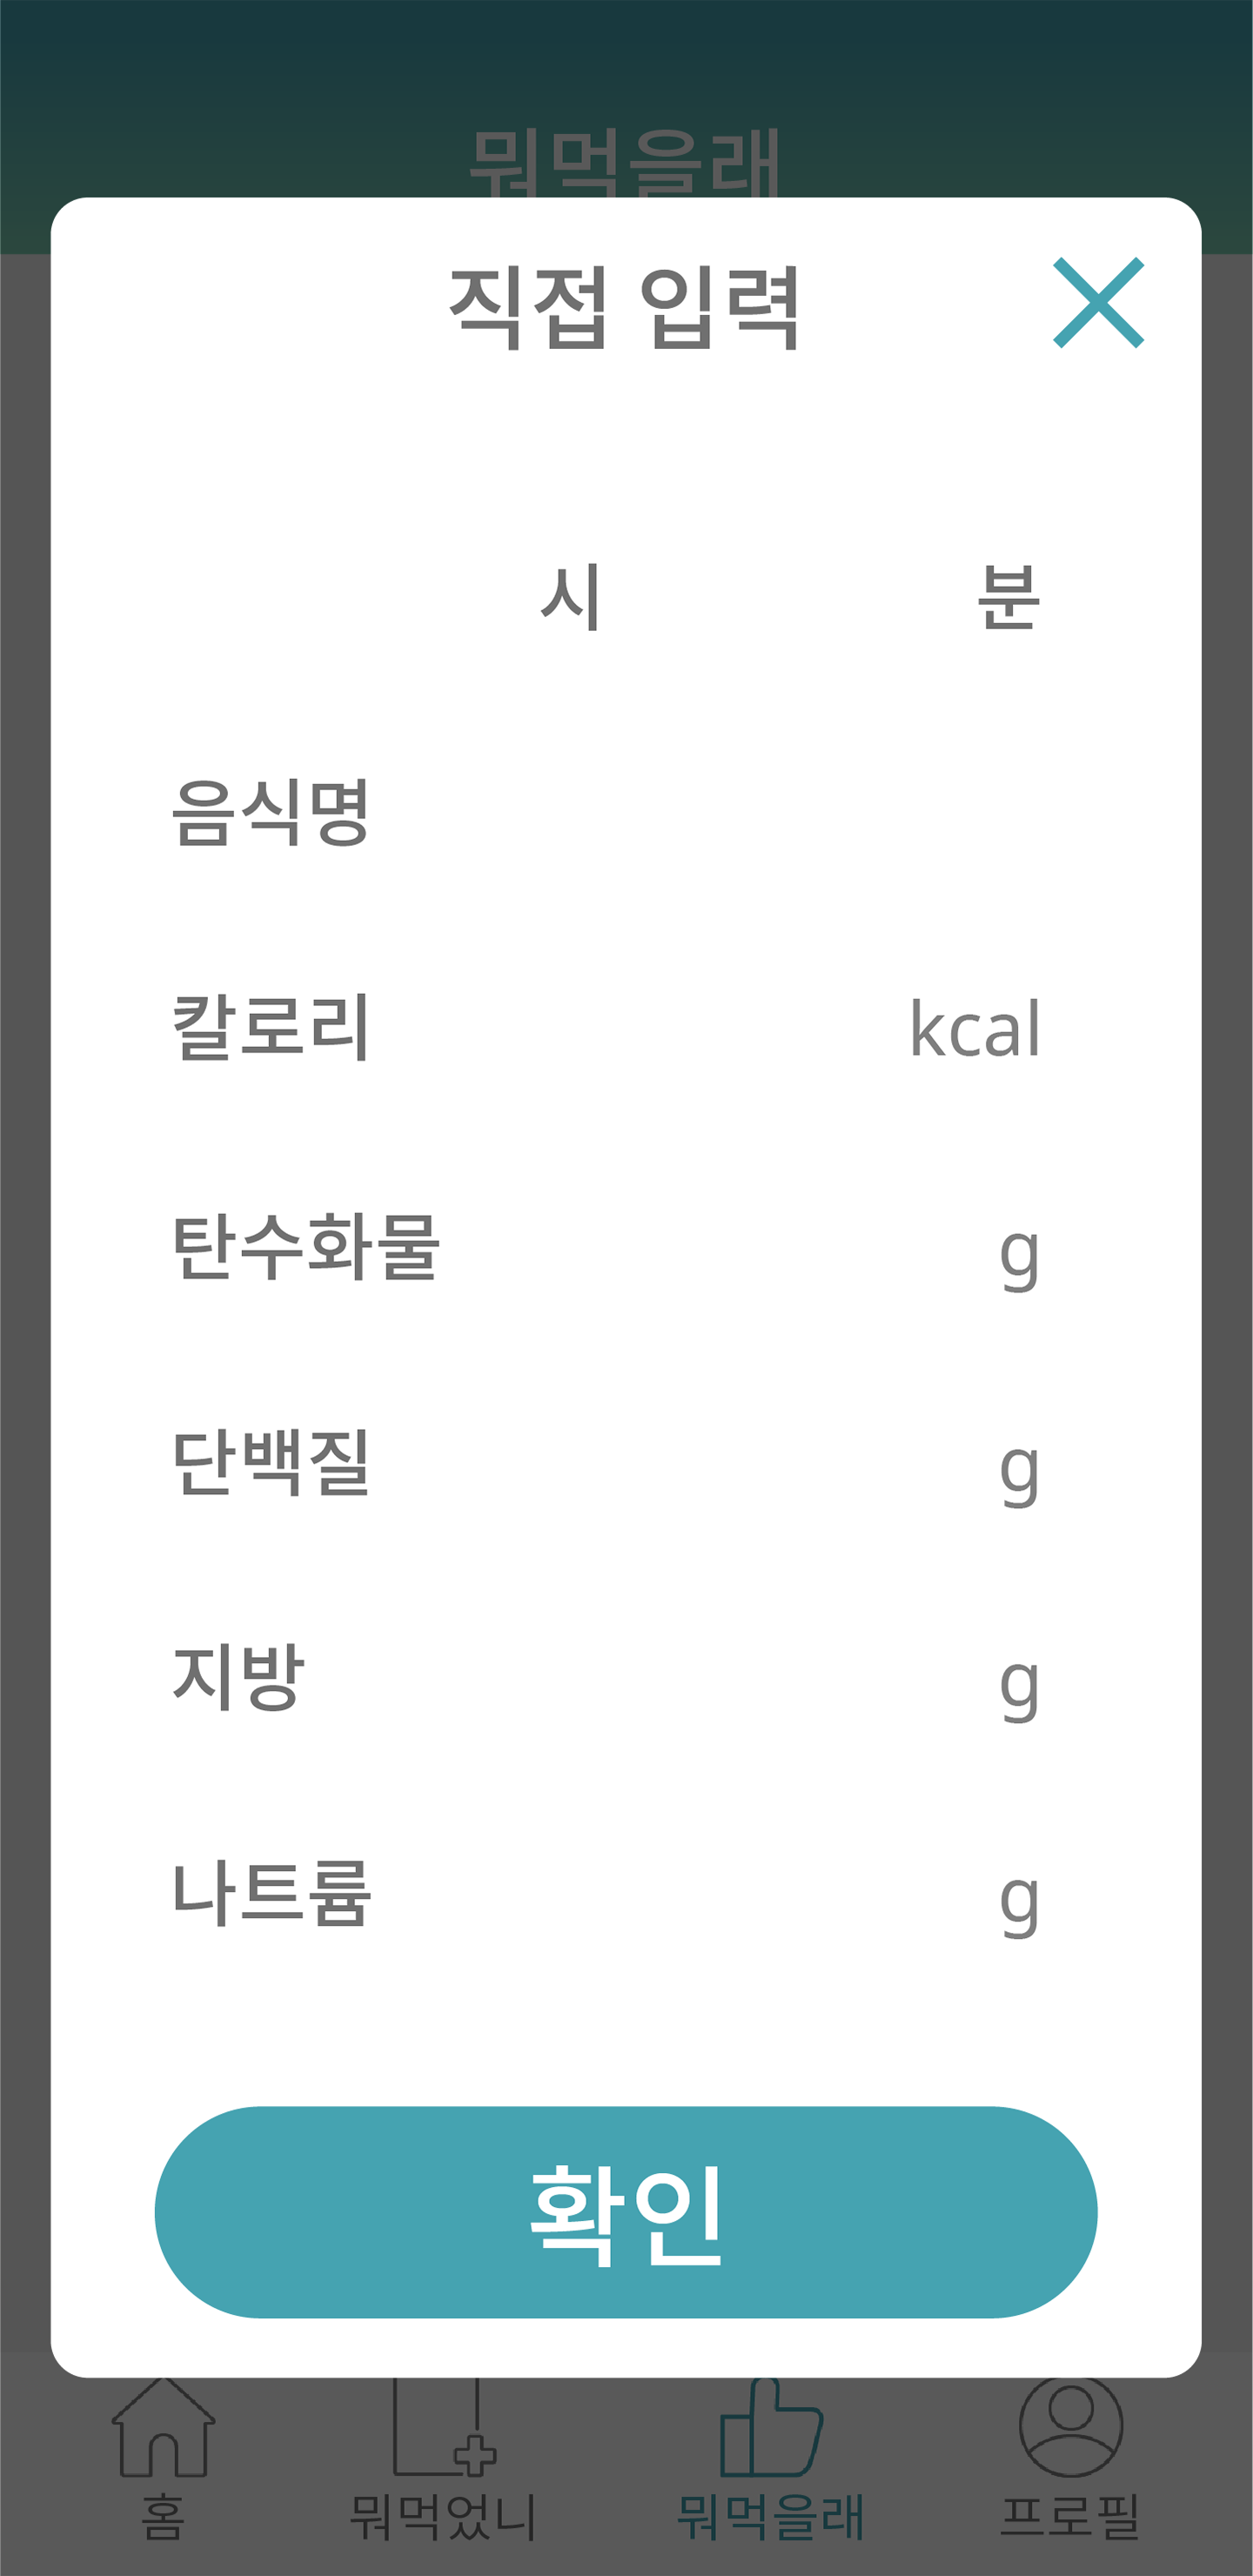 뭐먹을래
직접 입력
시 분
음식명
칼로리 kcal
탄수화물 g
단백질 g
지방 g
나트륨 g
확인
홈 뭐먹었니 뭐먹을래 프로필